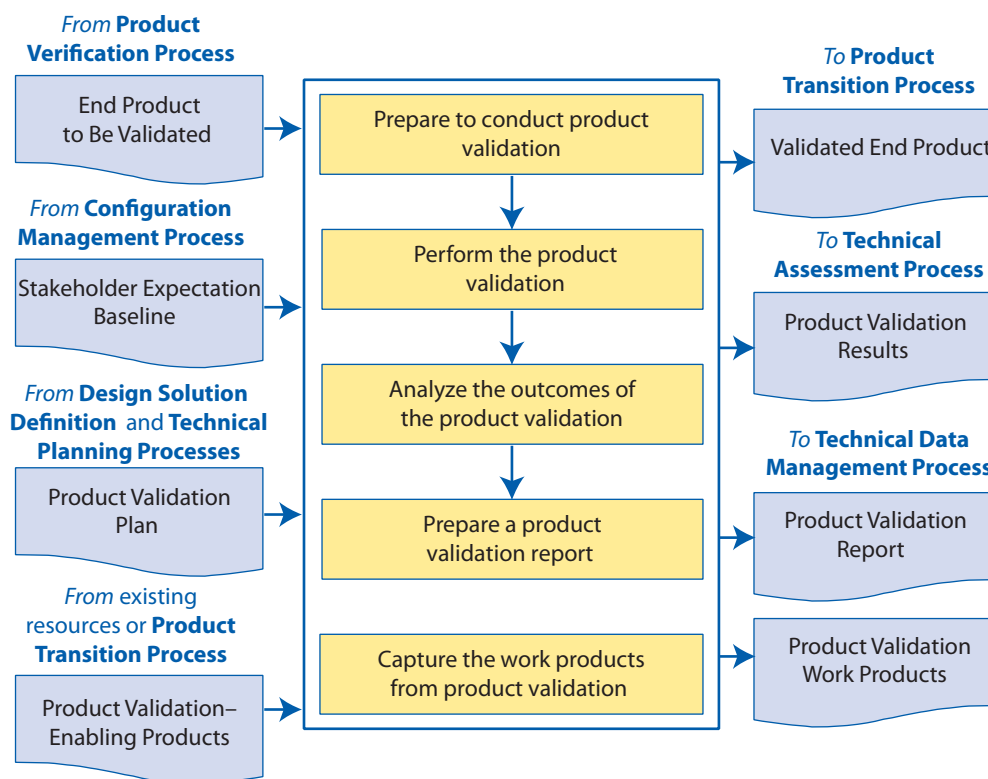 From Product
Verification Process
End Product
to Be Validated
From Configuration
Management Process
Stakeholder Expectation
Baseline
From Design Solution
Definition and Technical
Planning Processes
Product Validation
Plan
From existing
resources or Product
Transition Process
Product Validation–
Enabling Products
Prepare to conduct product
validation
Perform the product
validation
Analyze the outcomes of
the product validation
Prepare a product
validation report
Capture the work products
from product validation
To Product
Transition Process
Validated End Product
To Technical
Assessment Process
Product Validation
Results
To Technical Data
Management Process
Product Validation
Report
Product Validation
Work Products